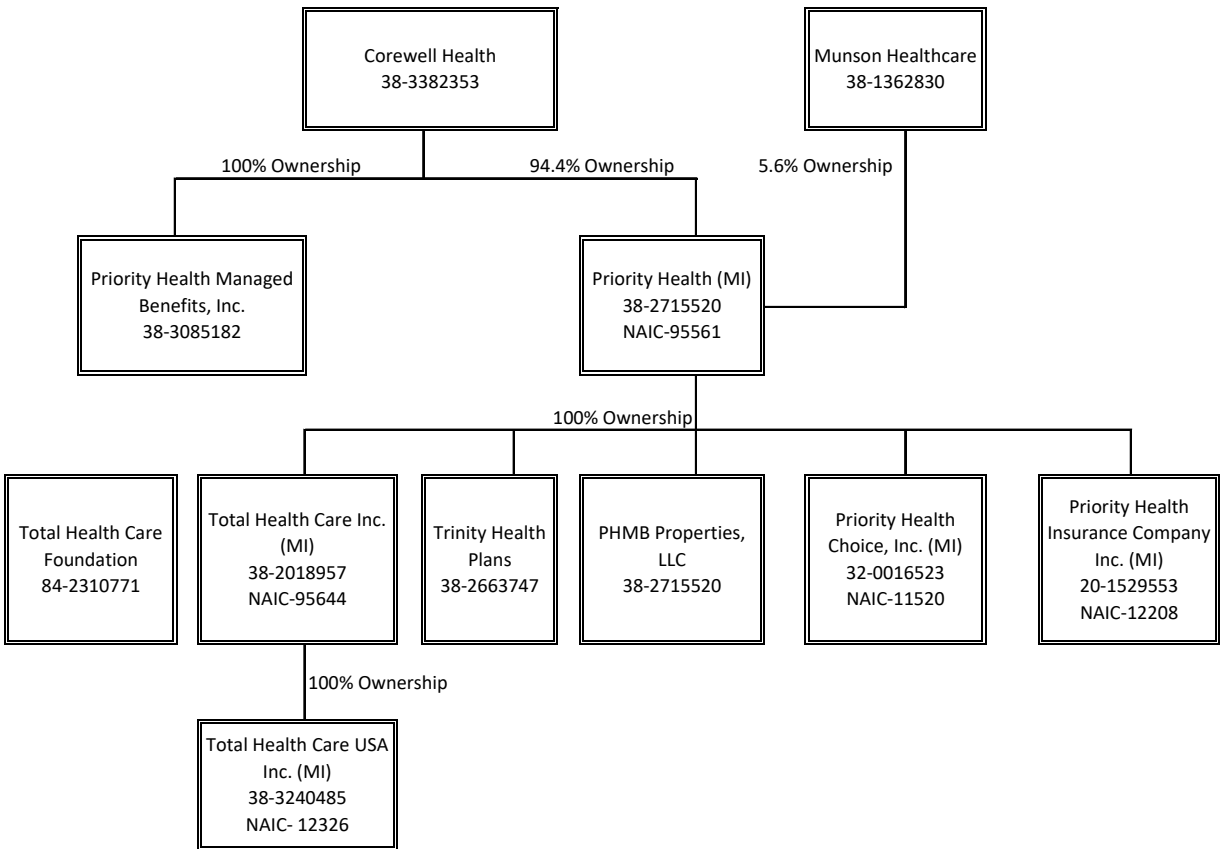 Corewell Health
38-3382353
Munson Healthcare
38-1362830
100% Ownership
94.4% Ownership
5.6% Ownership
Priority Health Managed
Benefits, Inc.
38-3085182
Priority Health (MI)
38-2715520
NAIC-95561
100% Ownership
Total Health Care
Foundation
84-2310771
Total Health Care Inc.
(MI)
38-2018957
NAIC-95644
Trinity Health
Plans
38-2663747
PHMB Properties,
LLC
38-2715520
Priority Health
Choice, Inc. (MI)
32-0016523
NAIC-11520
Priority Health
Insurance Company
Inc. (MI)
20-1529553
NAIC-12208
100% Ownership
Total Health Care USA
Inc. (MI)
38-3240485
NAIC- 12326